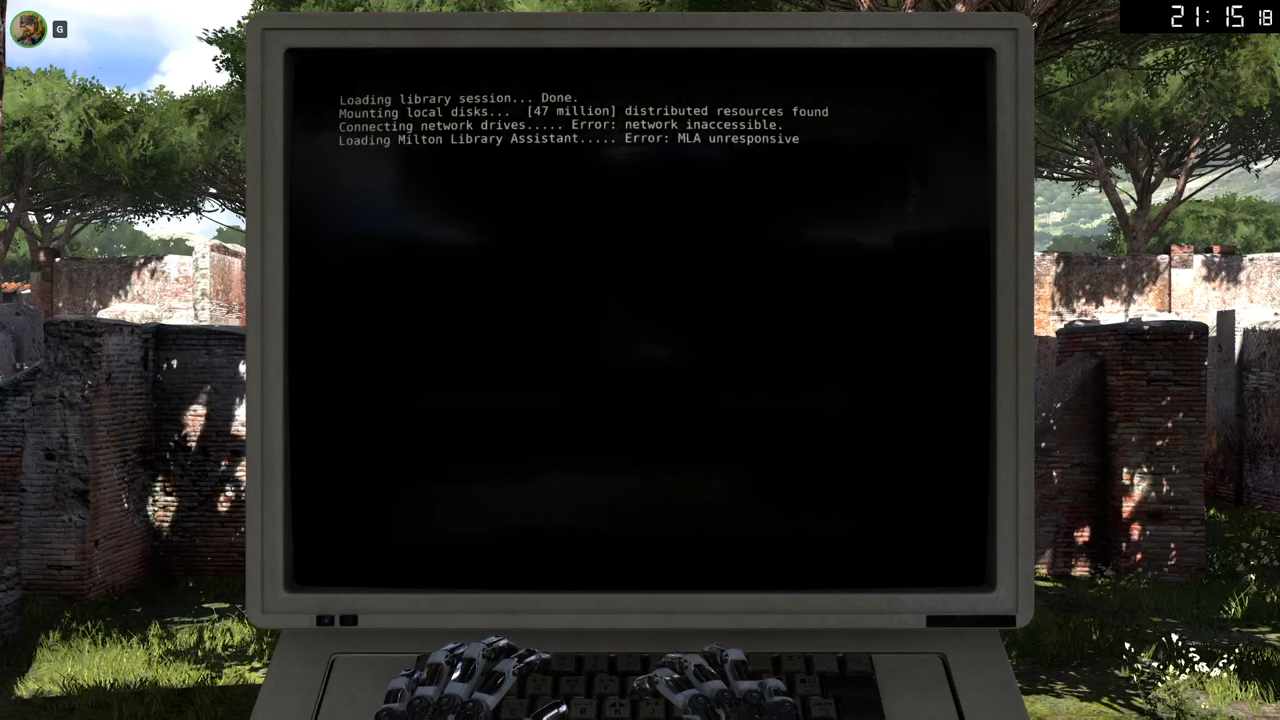 G
21:15 18
Loading library session... Done.
Mounting local disks...  [47 million] distributed resources found
Connecting network drives..... Error: network inaccessible.
Loading Milton Library Assistant..... Error: MLA unresponsive